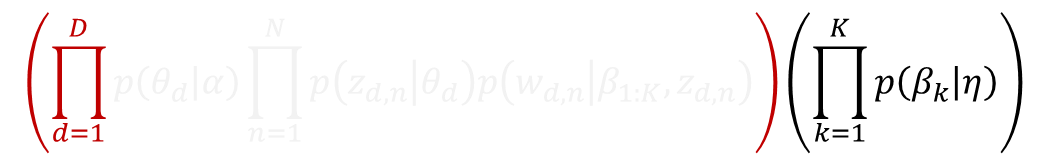 (∏_{d=1}^{D} p(θ_d|α) ∏_{n=1}^{N} p(z_{d,n}|θ_d)p(w_{d,n}|β_{1:K}, z_{d,n})) (∏_{k=1}^{K} p(β_k|η))